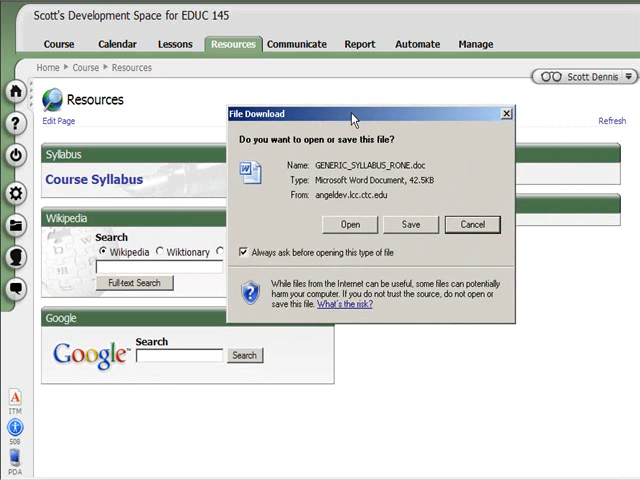 Scott's Development Space for EDUC 145
Course Calendar Lessons Resources Communicate Report Automate Manage
Home Course Resources
Scott Dennis
Resources
Edit Page
Refresh
Syllabus
Course Syllabus
Wikipedia
Search
Wikipedia Wiktionary
Full-text Search
Google
Google
Search
Search
File Download
Do you want to open or save this file?
Name: GENERIC_SYLLABUS_RONE.doc
Type: Microsoft Word Document, 42.5KB
From: angeldev.lcc.ctc.edu
Open Save Cancel
Always ask before opening this type of file
While files from the Internet can be useful, some files can potentially
harm your computer. If you do not trust the source, do not open or
save this file. What's the risk?
ITM
508
PDA